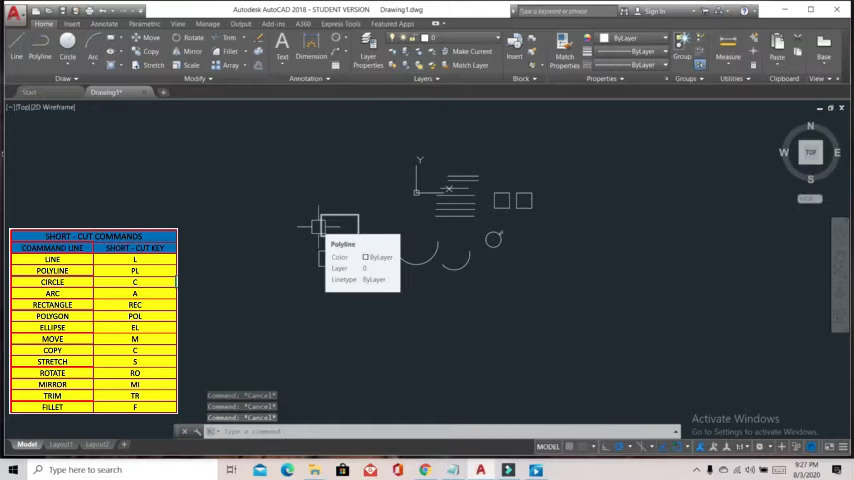 Autodesk AutoCAD 2018 - STUDENT VERSION Drawing1.dwg
Type a keyword or phrase
Sign In
Home Insert Annotate Parametric View Manage Output Add-ins A360 Express Tools Featured Apps
Line Polyline Circle Arc
Move Rotate Trim
Copy Mirror Fillet
Stretch Scale Array
Text Dimension
Layer Properties
0
Make Current
Match Layer
Insert
Match Properties
ByLayer
ByLayer
ByLayer
Group
Measure
Paste
Base
Draw Modify Annotation Layers Block Properties Groups Utilities Clipboard View
Start Drawing1*
[−][Top][2D Wireframe]
N
W TOP E
S
Y
X
Polyline
Color ByLayer
Layer 0
Linetype ByLayer
SHORT - CUT COMMANDS
COAMMAND LINE SHORT - CUT KEY
LINE L
POLYLINE PL
CIRCLE C
ARC A
RECTANGLE REC
POLYGON POL
ELLIPSE EL
MOVE M
COPY C
STRETCH S
ROTATE RO
MIRROR MI
TRIM TR
FILLET F
Command: *Cancel*
Command: *Cancel*
Command: *Cancel*
Type a command
Activate Windows
Go to Settings to activate Windows.
Model Layout1 Layout2 +
MODEL 1:1
Type here to search
9:27 PM
8/3/2020